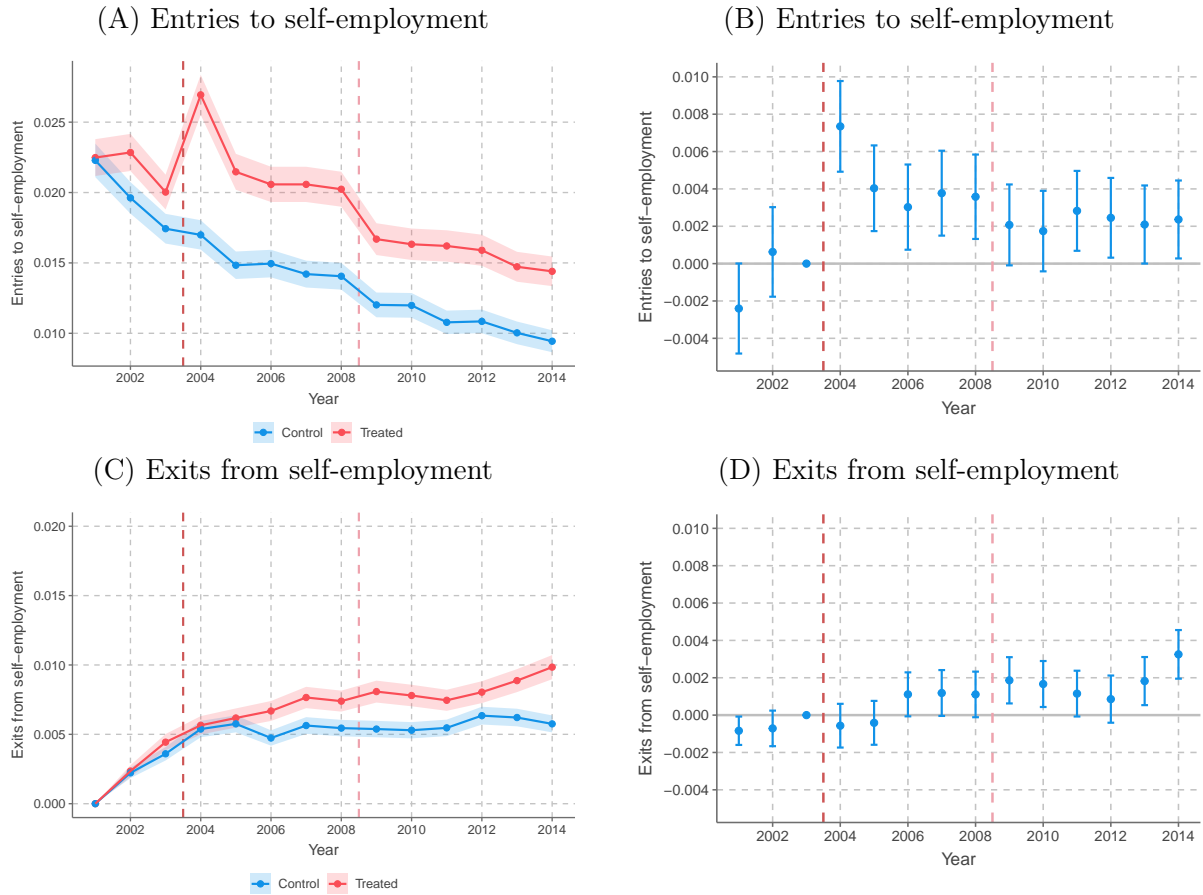 (A) Entries to self-employment
Entries to self−employment
0.025
0.020
0.015
0.010
2002 2004 2006 2008 2010 2012 2014
Year
Control Treated
(B) Entries to self-employment
Entries to self−employment
0.010
0.008
0.006
0.004
0.002
0.000
−0.002
−0.004
2002 2004 2006 2008 2010 2012 2014
Year
(C) Exits from self-employment
Exits from self−employment
0.020
0.015
0.010
0.005
0.000
2002 2004 2006 2008 2010 2012 2014
Year
Control Treated
(D) Exits from self-employment
Exits from self−employment
0.010
0.008
0.006
0.004
0.002
0.000
−0.002
−0.004
2002 2004 2006 2008 2010 2012 2014
Year